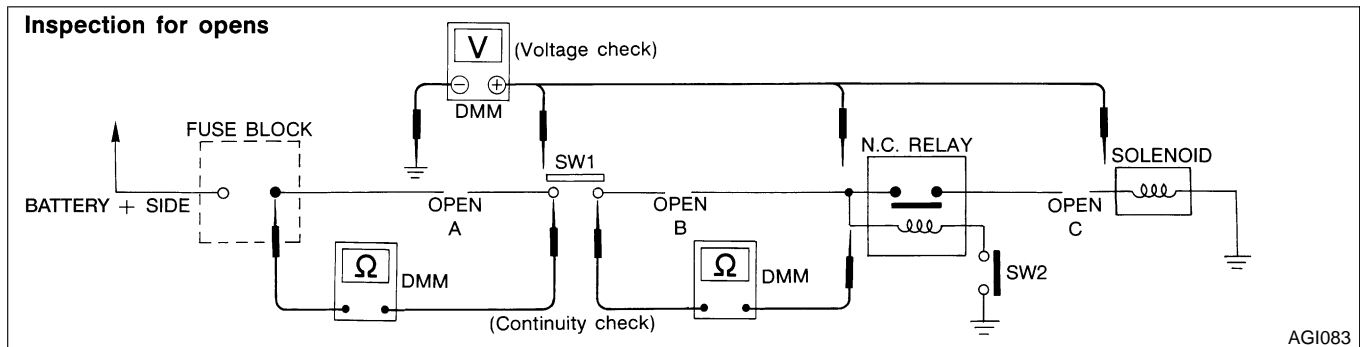 Inspection for opens
V
(Voltage check)
− +
DMM
FUSE BLOCK
N.C. RELAY
SW1
SOLENOID
BATTERY + SIDE
OPEN
A
OPEN
B
OPEN
C
Ω
DMM
Ω
DMM
SW2
(Continuity check)
AGI083